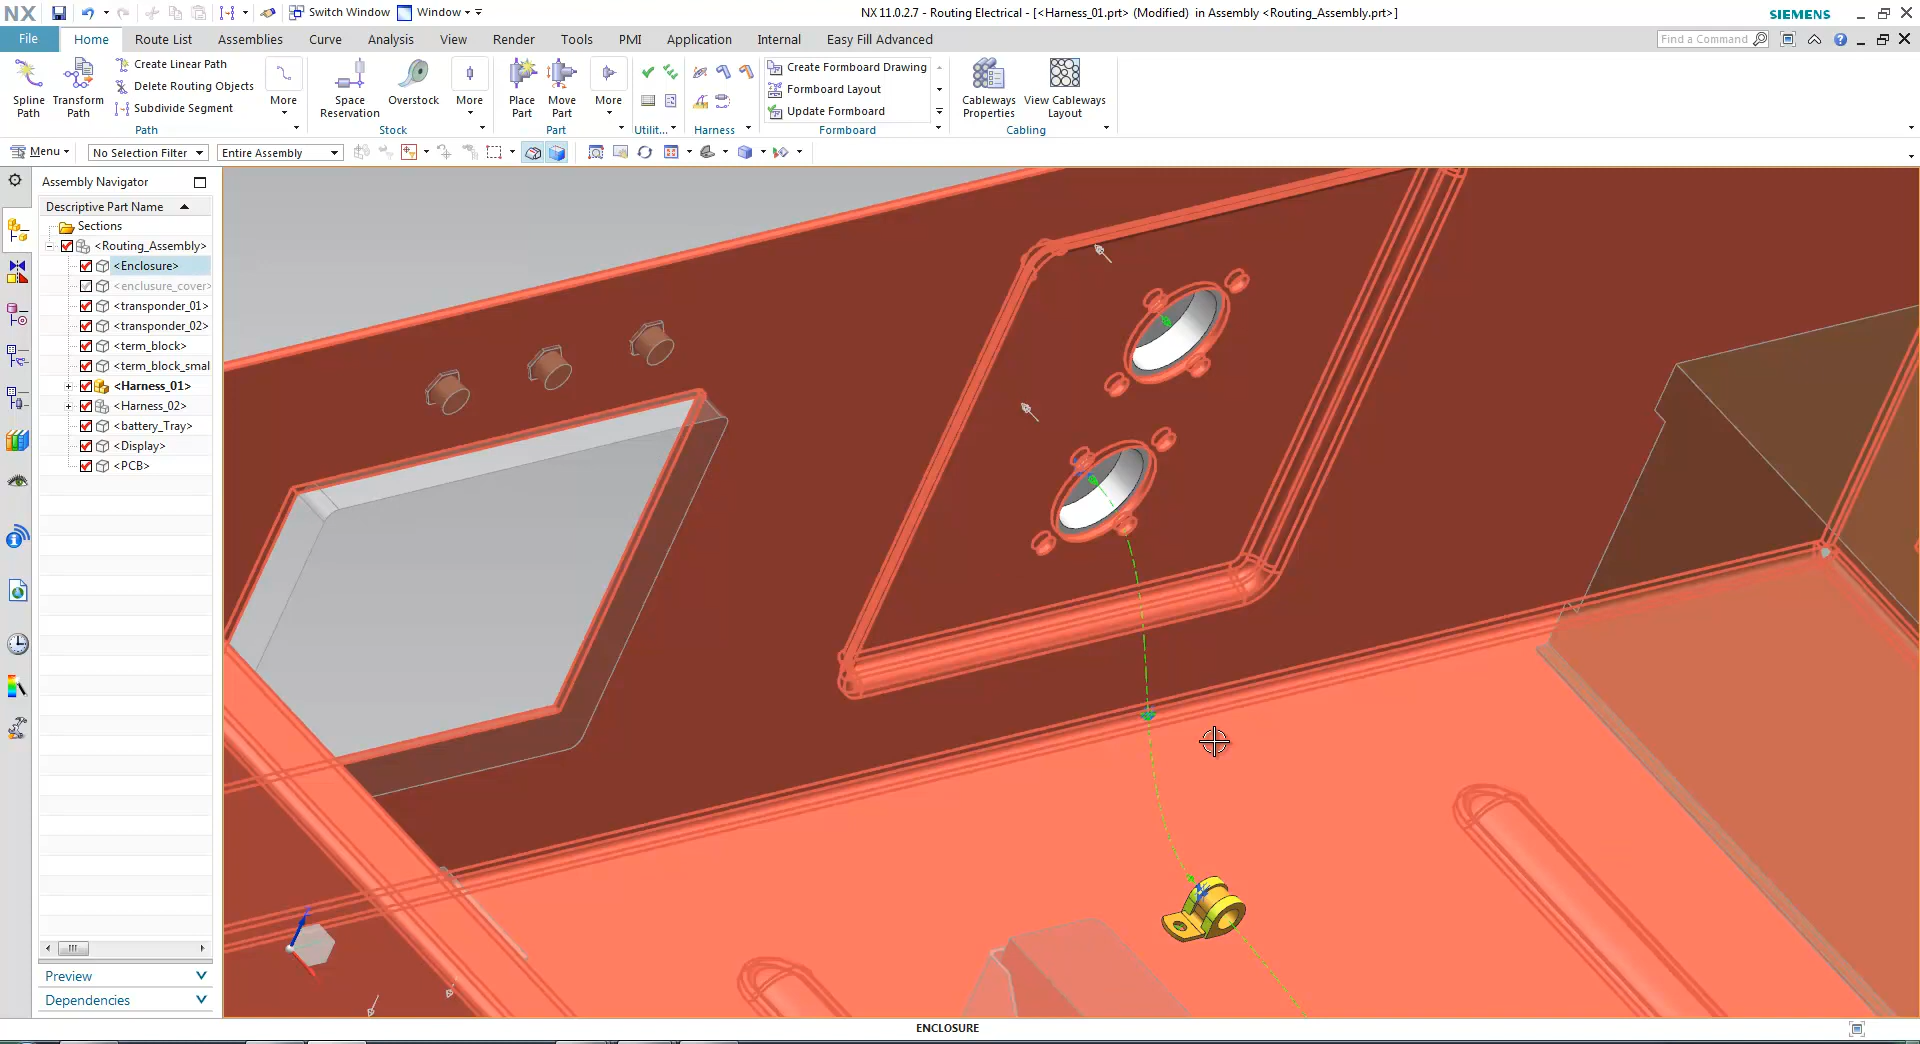 NX
Switch Window
Window
NX 11.0.2.7 - Routing Electrical - [<Harness_01.prt> (Modified)  in Assembly <Routing_Assembly.prt>]
SIEMENS
File
Home
Route List
Assemblies
Curve
Analysis
View
Render
Tools
PMI
Application
Internal
Easy Fill Advanced
Find a Command
Spline Path
Transform Path
Create Linear Path
Delete Routing Objects
Subdivide Segment
More
Path
Space Reservation
Overstock
More
Stock
Place Part
Move Part
More
Part
Utilit...
Harness
Create Formboard Drawing
Formboard Layout
Update Formboard
Formboard
Cableways Properties
View Cableways Layout
Cabling
Menu
No Selection Filter
Entire Assembly
Assembly Navigator
Descriptive Part Name
Sections
<Routing_Assembly>
<Enclosure>
<enclusure_cover>
<transponder_01>
<transponder_02>
<term_block>
<term_block_smal
<Harness_01>
<Harness_02>
<battery_Tray>
<Display>
<PCB>
Preview
Dependencies
ENCLOSURE